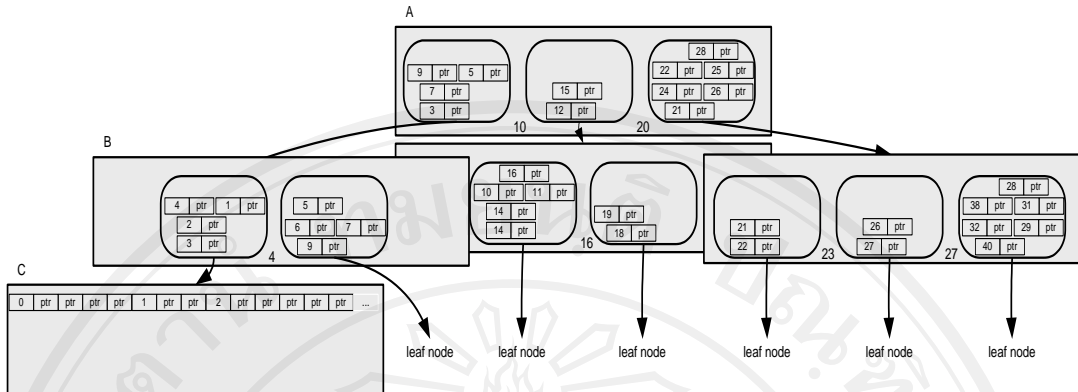 A
28 ptr
9 ptr 5 ptr
22 ptr 25 ptr
7 ptr
15 ptr
24 ptr 26 ptr
3 ptr
12 ptr
21 ptr
10
20
B
16 ptr
28 ptr
4 ptr 1 ptr
5 ptr
10 ptr 11 ptr
38 ptr 31 ptr
2 ptr
6 ptr 7 ptr
14 ptr
19 ptr
21 ptr
26 ptr
32 ptr 29 ptr
3 ptr
9 ptr
14 ptr
18 ptr
22 ptr
27 ptr
40 ptr
4
16
23
27
C
0 ptr ptr ptr ptr 1 ptr ptr 2 ptr ptr ptr ptr ptr ...
leaf node
leaf node
leaf node
leaf node
leaf node
leaf node